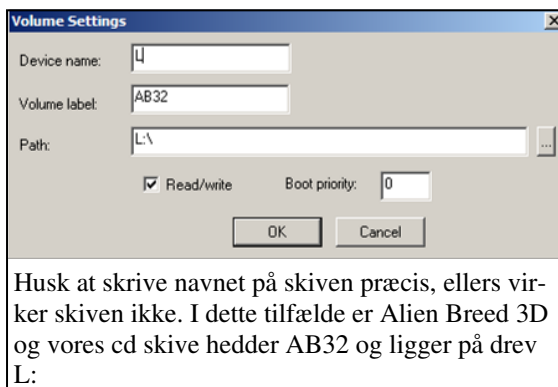 Volume Settings
Device name: L
Volume label: AB32
Path: L:\ ...
Read/write Boot priority: 0
OK Cancel
Husk at skrive navnet på skiven præcis, ellers vir-
ker skiven ikke. I dette tilfælde er Alien Breed 3D
og vores cd skive hedder AB32 og ligger på drev
L: